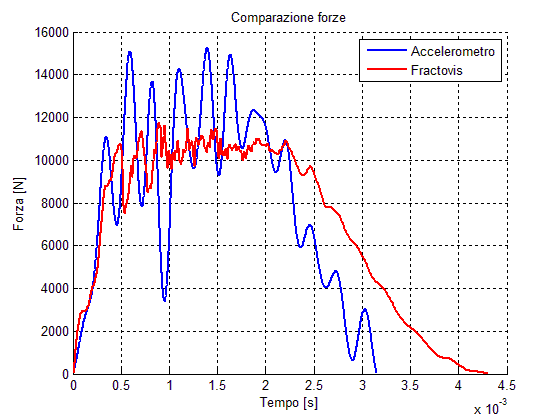 Comparazione forze
16000
14000
12000
10000
8000
6000
4000
2000
0
Forza [N]
Accelerometro
Fractovis
0 0.5 1 1.5 2 2.5 3 3.5 4 4.5
Tempo [s]
x 10⁻³